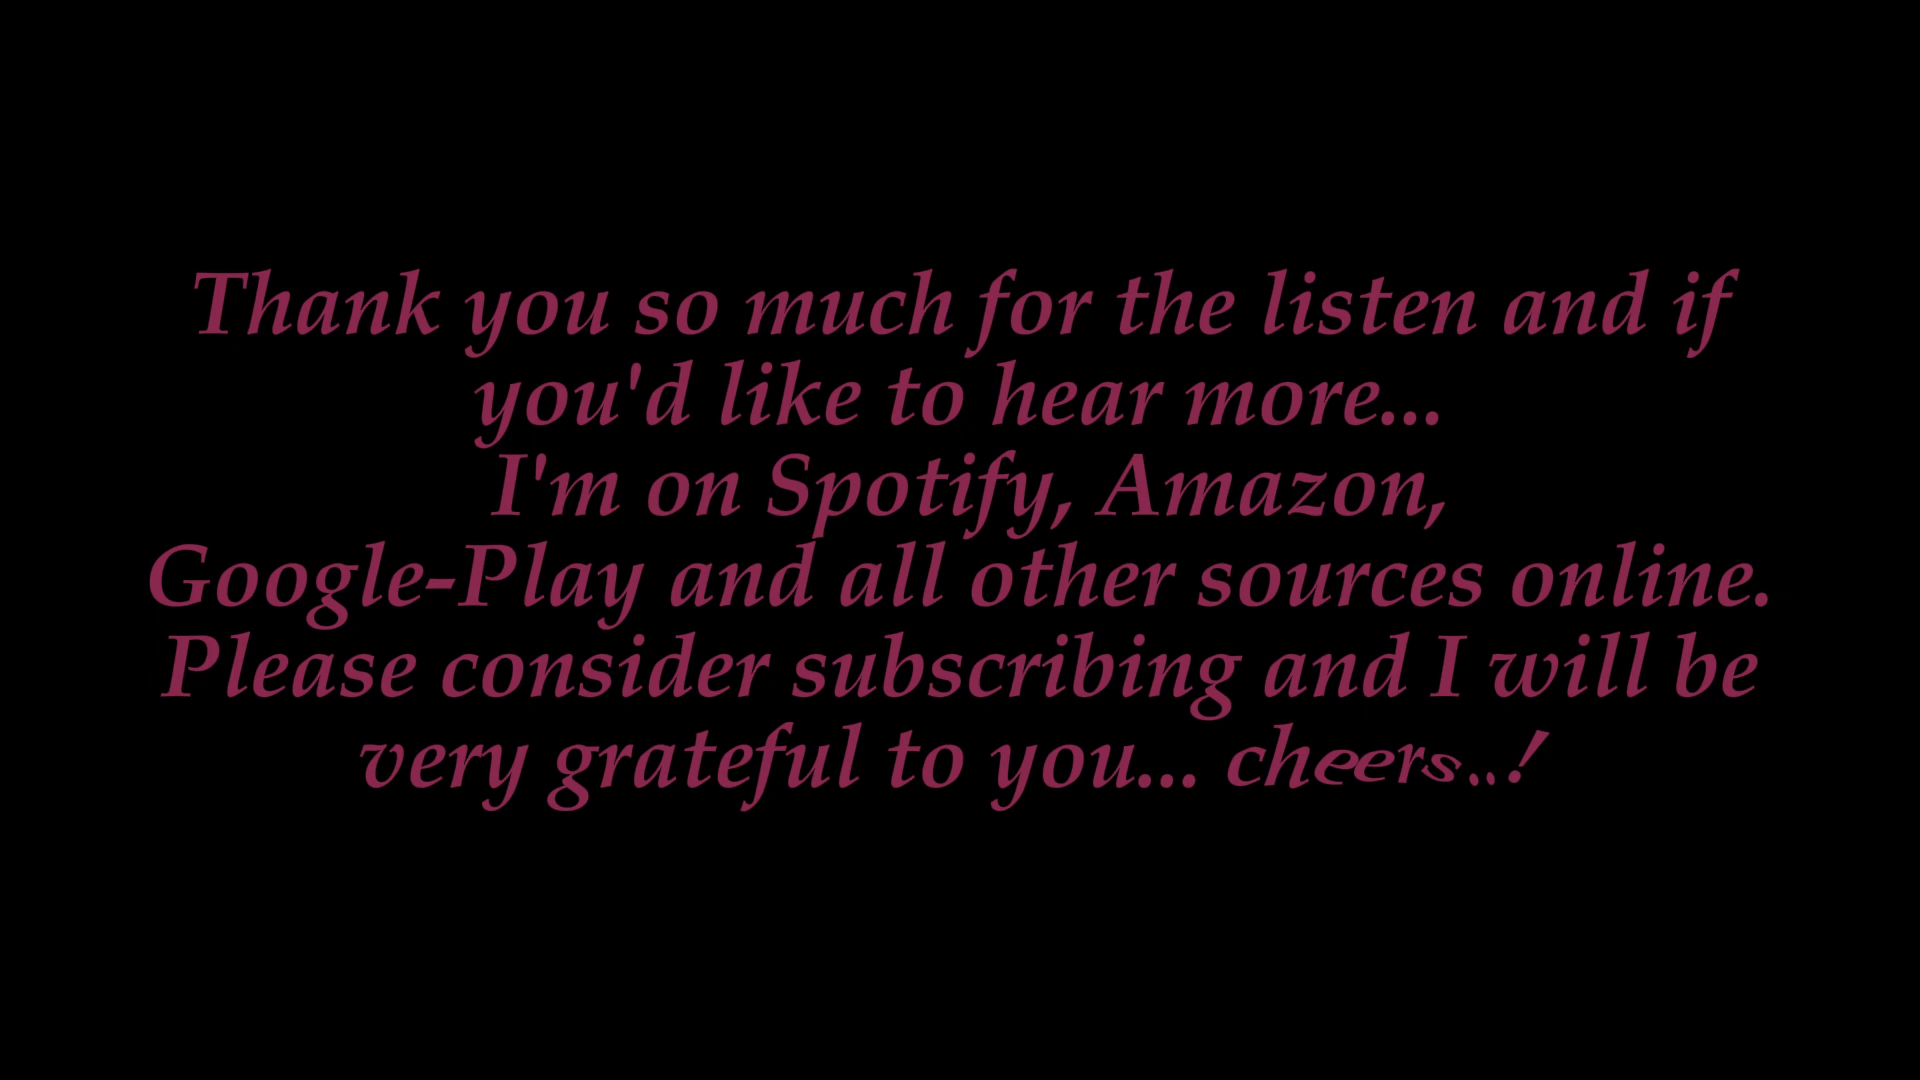 Thank you so much for the listen and if
you'd like to hear more...
I'm on Spotify, Amazon,
Google-Play and all other sources online.
Please consider subscribing and I will be
very grateful to you... cheers..!